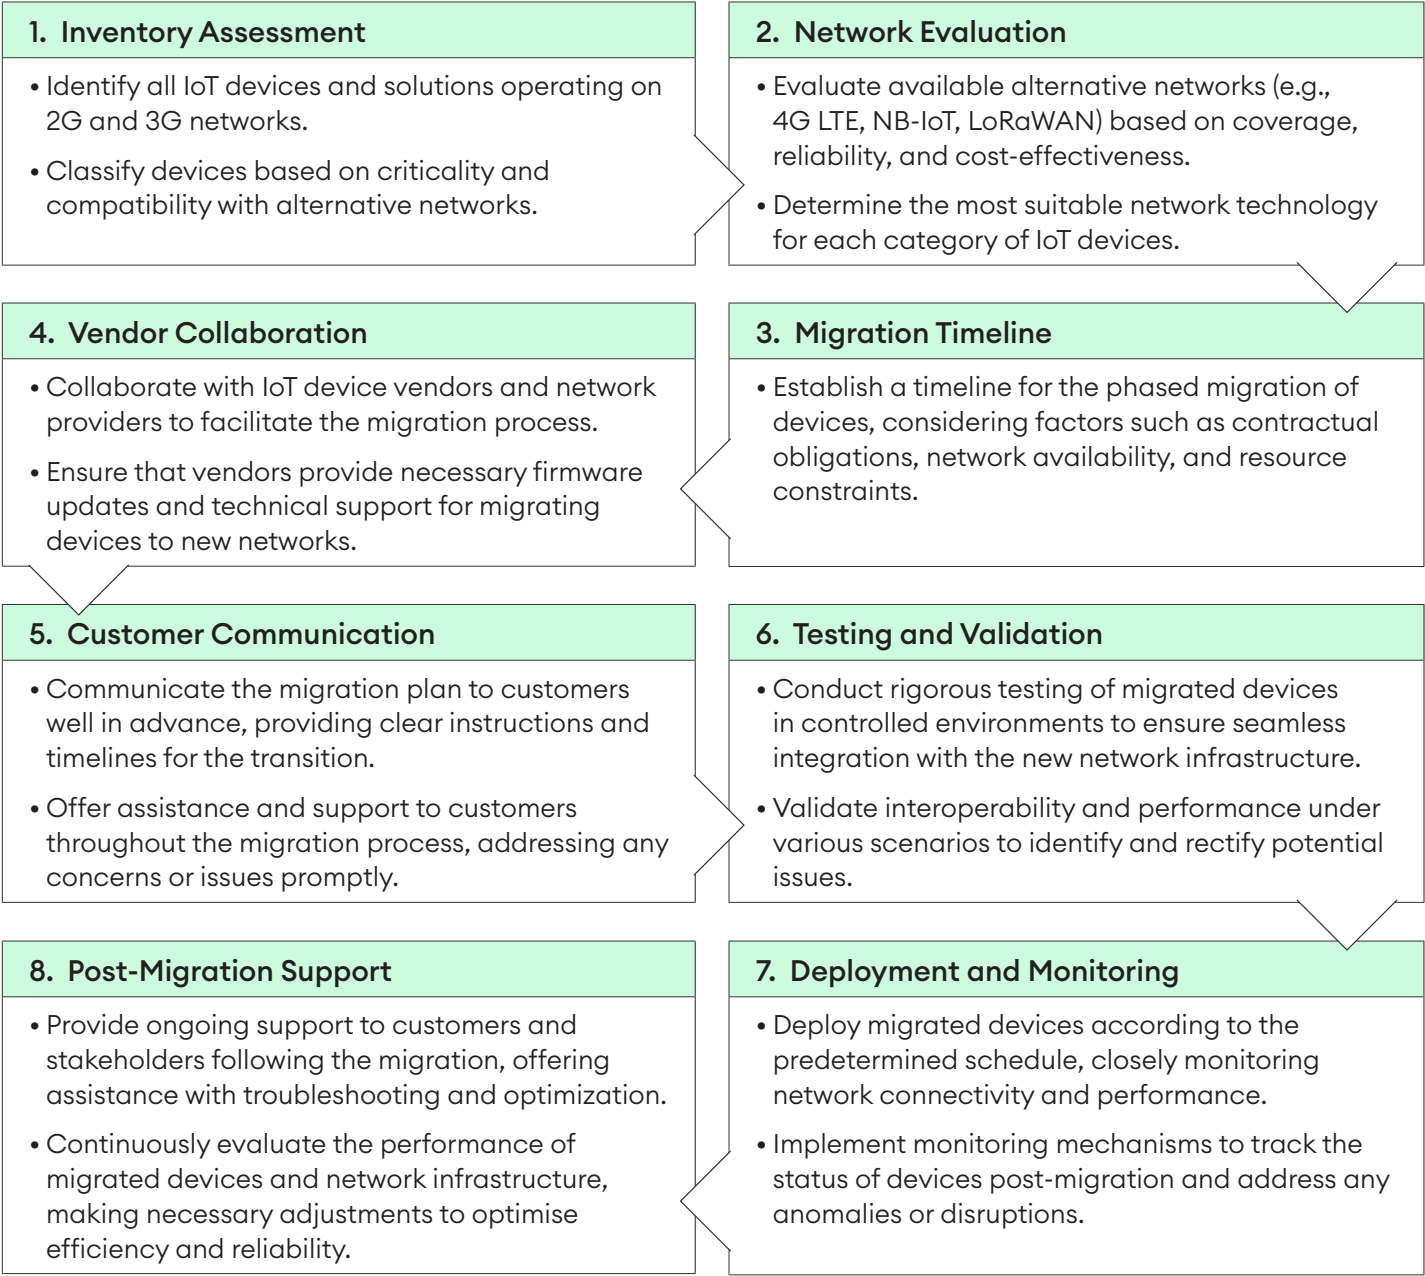 1. Inventory Assessment
• Identify all IoT devices and solutions operating on
2G and 3G networks.
• Classify devices based on criticality and
compatibility with alternative networks.
2. Network Evaluation
• Evaluate available alternative networks (e.g.,
4G LTE, NB-IoT, LoRaWAN) based on coverage,
reliability, and cost-effectiveness.
• Determine the most suitable network technology
for each category of IoT devices.
3. Migration Timeline
• Establish a timeline for the phased migration of
devices, considering factors such as contractual
obligations, network availability, and resource
constraints.
4. Vendor Collaboration
• Collaborate with IoT device vendors and network
providers to facilitate the migration process.
• Ensure that vendors provide necessary firmware
updates and technical support for migrating
devices to new networks.
5. Customer Communication
• Communicate the migration plan to customers
well in advance, providing clear instructions and
timelines for the transition.
• Offer assistance and support to customers
throughout the migration process, addressing any
concerns or issues promptly.
6. Testing and Validation
• Conduct rigorous testing of migrated devices
in controlled environments to ensure seamless
integration with the new network infrastructure.
• Validate interoperability and performance under
various scenarios to identify and rectify potential
issues.
7. Deployment and Monitoring
• Deploy migrated devices according to the
predetermined schedule, closely monitoring
network connectivity and performance.
• Implement monitoring mechanisms to track the
status of devices post-migration and address any
anomalies or disruptions.
8. Post-Migration Support
• Provide ongoing support to customers and
stakeholders following the migration, offering
assistance with troubleshooting and optimization.
• Continuously evaluate the performance of
migrated devices and network infrastructure,
making necessary adjustments to optimise
efficiency and reliability.